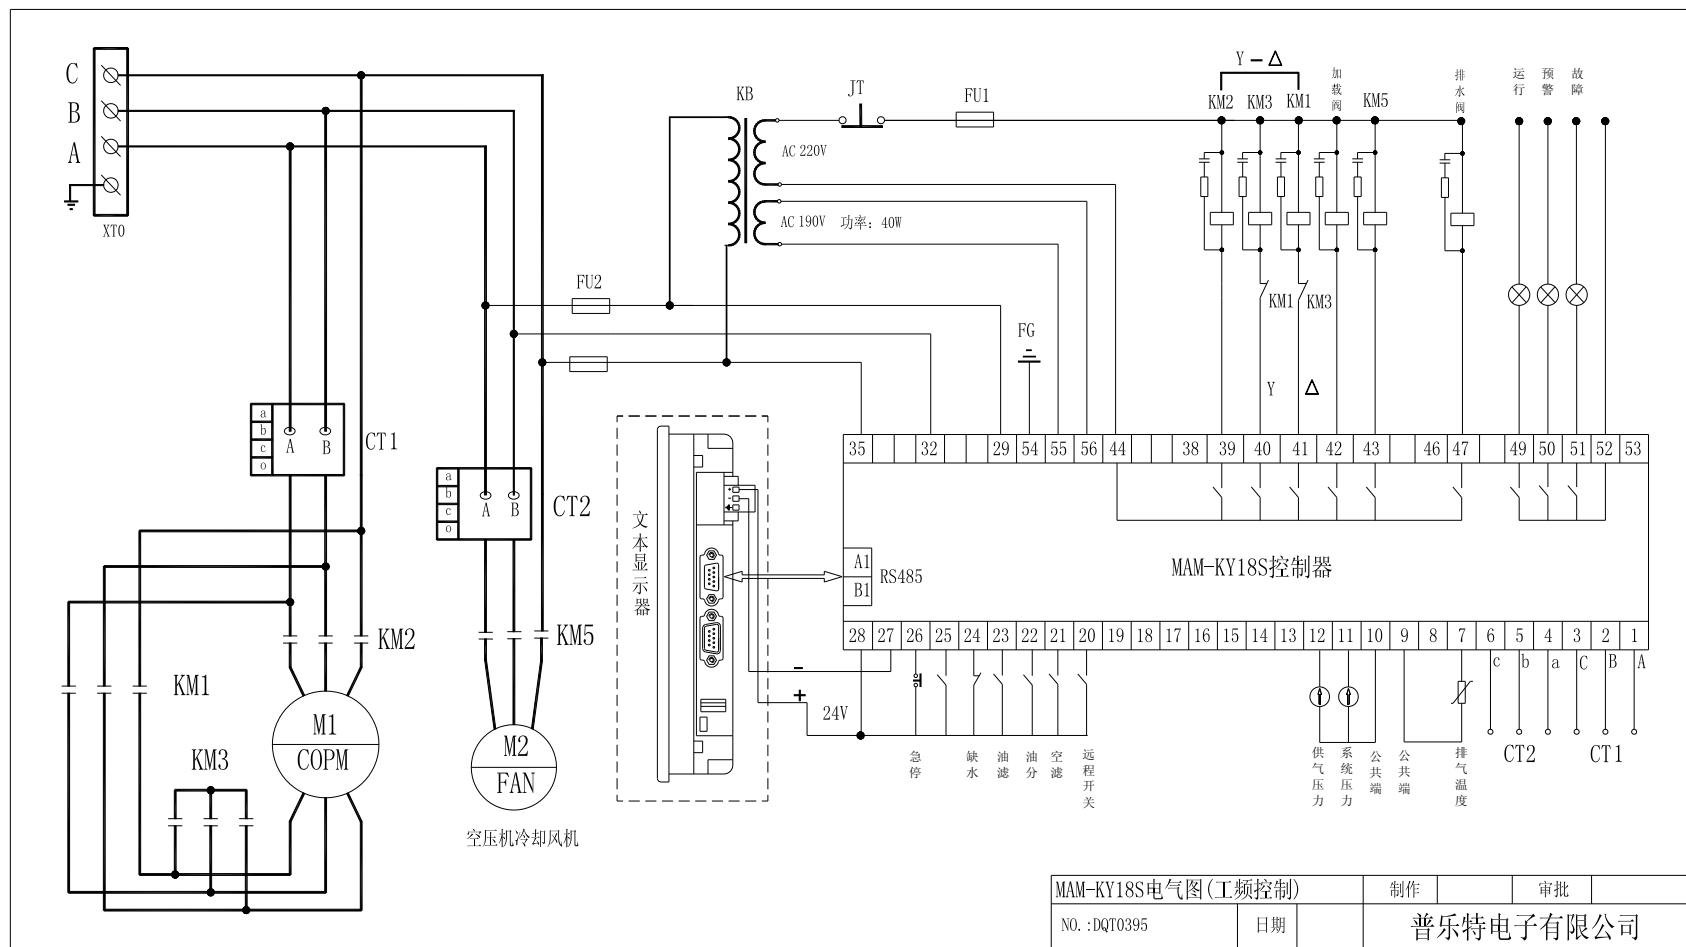 C
B
A
XT0
KB
AC 220V
AC 190V
功率: 40W
JT
FU1
Y — Δ
KM2
KM3
KM1
加载阀
KM5
排水阀
运行
预警
故障
KM1
KM3
Y
Δ
FU2
FG
a
b
c
o
A
B
CT1
a
b
c
o
A
B
CT2
KM2
KM1
KM3
KM5
M1
COPM
M2
FAN
空压机冷却风机
文本显示器
+
-
RS485
A1
B1
MAM-KY18S控制器
35
32
29
54
55
56
44
38
39
40
41
42
43
46
47
49
50
51
52
53
28
27
26
25
24
23
22
21
20
19
18
17
16
15
14
13
12
11
10
9
8
7
6
5
4
3
2
1
c
b
a
C
B
A
—
+
24V
急停
缺水
油滤
油分
空滤
远程开关
供气压力
系统压力
公共端
公共端
排气温度
CT2
CT1
MAM-KY18S电气图(工频控制)
制作
审批
NO.:DQT0395
日期
普乐特电子有限公司